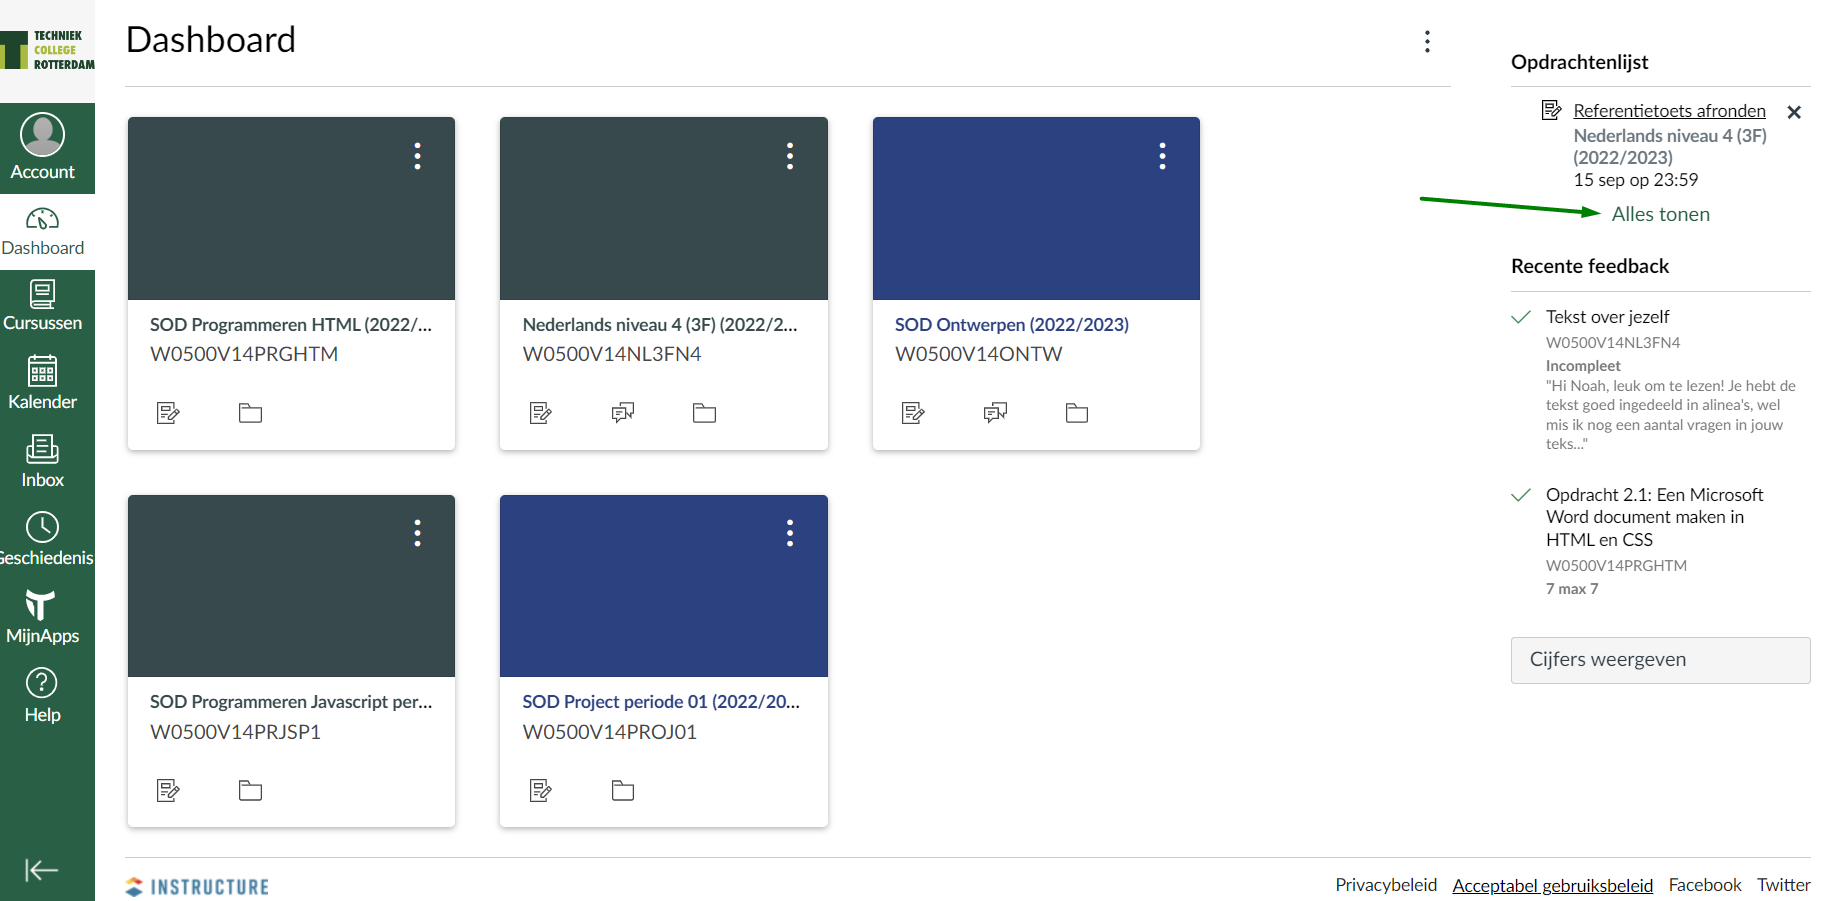 TECHNIEK
COLLEGE
ROTTERDAM
Account
Dashboard
Cursussen
Kalender
Inbox
Geschiedenis
MijnApps
Help
Dashboard
SOD Programmeren HTML (2022/...
W0500V14PRGHTM
Nederlands niveau 4 (3F) (2022/2...
W0500V14NL3FN4
SOD Ontwerpen (2022/2023)
W0500V14ONTW
SOD Programmeren Javascript per...
W0500V14PRJSP1
SOD Project periode 01 (2022/20...
W0500V14PROJ01
Opdrachtenlijst
Referentietoets afronden
Nederlands niveau 4 (3F)
(2022/2023)
15 sep op 23:59
Alles tonen
Recente feedback
Tekst over jezelf
W0500V14NL3FN4
Incompleet
"Hi Noah, leuk om te lezen! Je hebt de
tekst goed ingedeeld in alinea's, wel
mis ik nog een aantal vragen in jouw
teks..."
Opdracht 2.1: Een Microsoft
Word document maken in
HTML en CSS
W0500V14PRGHTM
7 max 7
Cijfers weergeven
INSTRUCTURE
Privacybeleid Acceptabel gebruiksbeleid Facebook Twitter